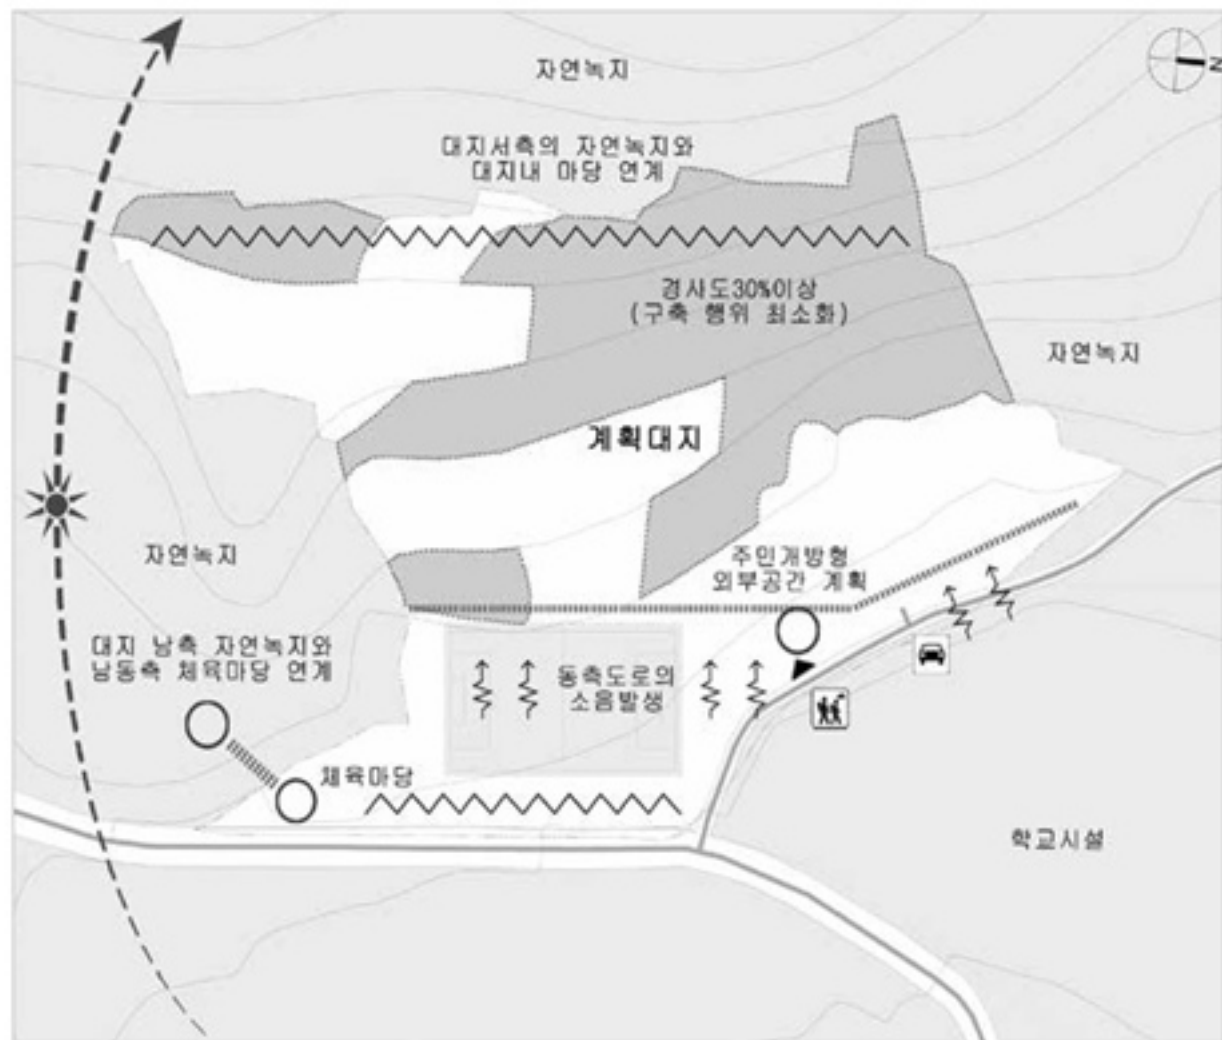 자연녹지
N
대지서측의 자연녹지와
대지내 마당 연계
경사도30%이상
(구축 행위 최소화)
자연녹지
계획대지
자연녹지
주민개방형
외부공간 계획
대지 남측 자연녹지와
남동측 체육마당 연계
동측도로의
소음발생
체육마당
학교시설